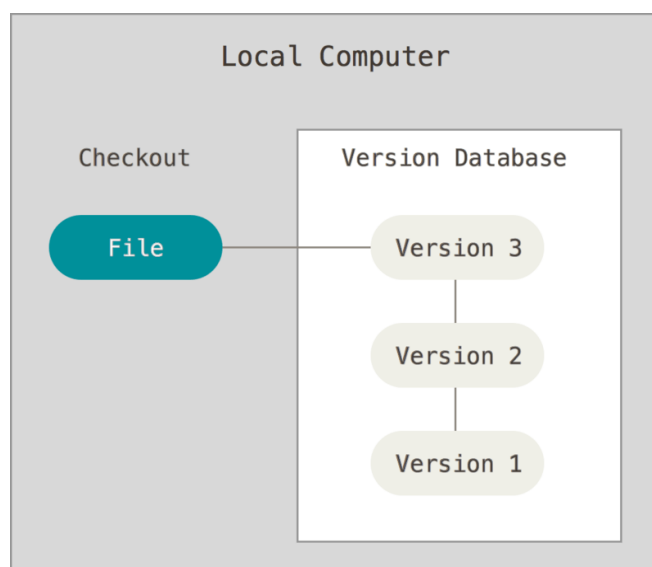 Local Computer
Checkout
Version Database
File
Version 3
Version 2
Version 1